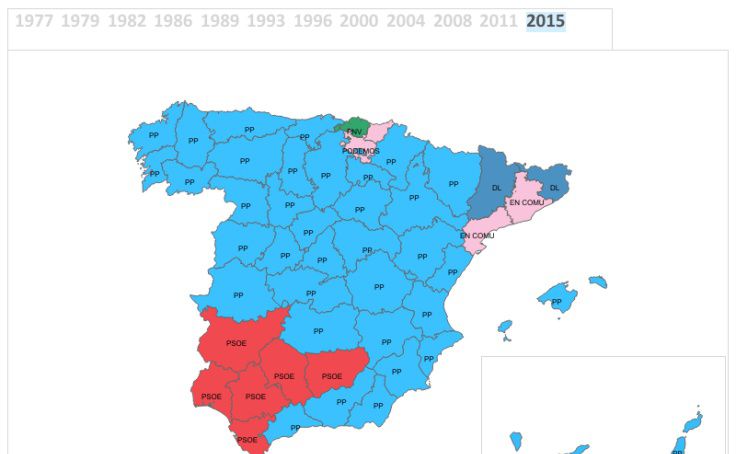 1977 1979 1982 1986 1989 1993 1996 2000 2004 2008 2011 2015
PP PP PP PP PNV
PP PODEMOS PP
PP PP PP PP PP PP DL DL
PP PP PP PP EN COMU
PP PP EN COMU
PP PP PP PP PP
PP PP PP PP
PP
PP PP
PSOE PP
PSOE PSOE PP
PSOE PSOE PP PP
PSOE PP
PP